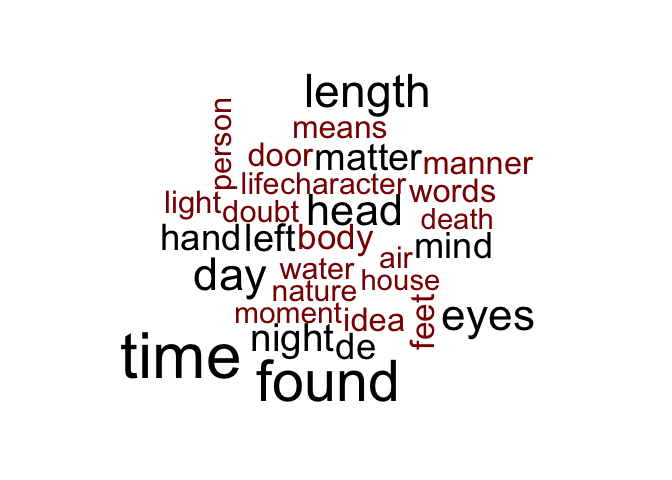 length
means
person
door matter manner
life character words
light doubt head death
hand left body air mind
day water house
nature
moment idea feet eyes
night de
time found